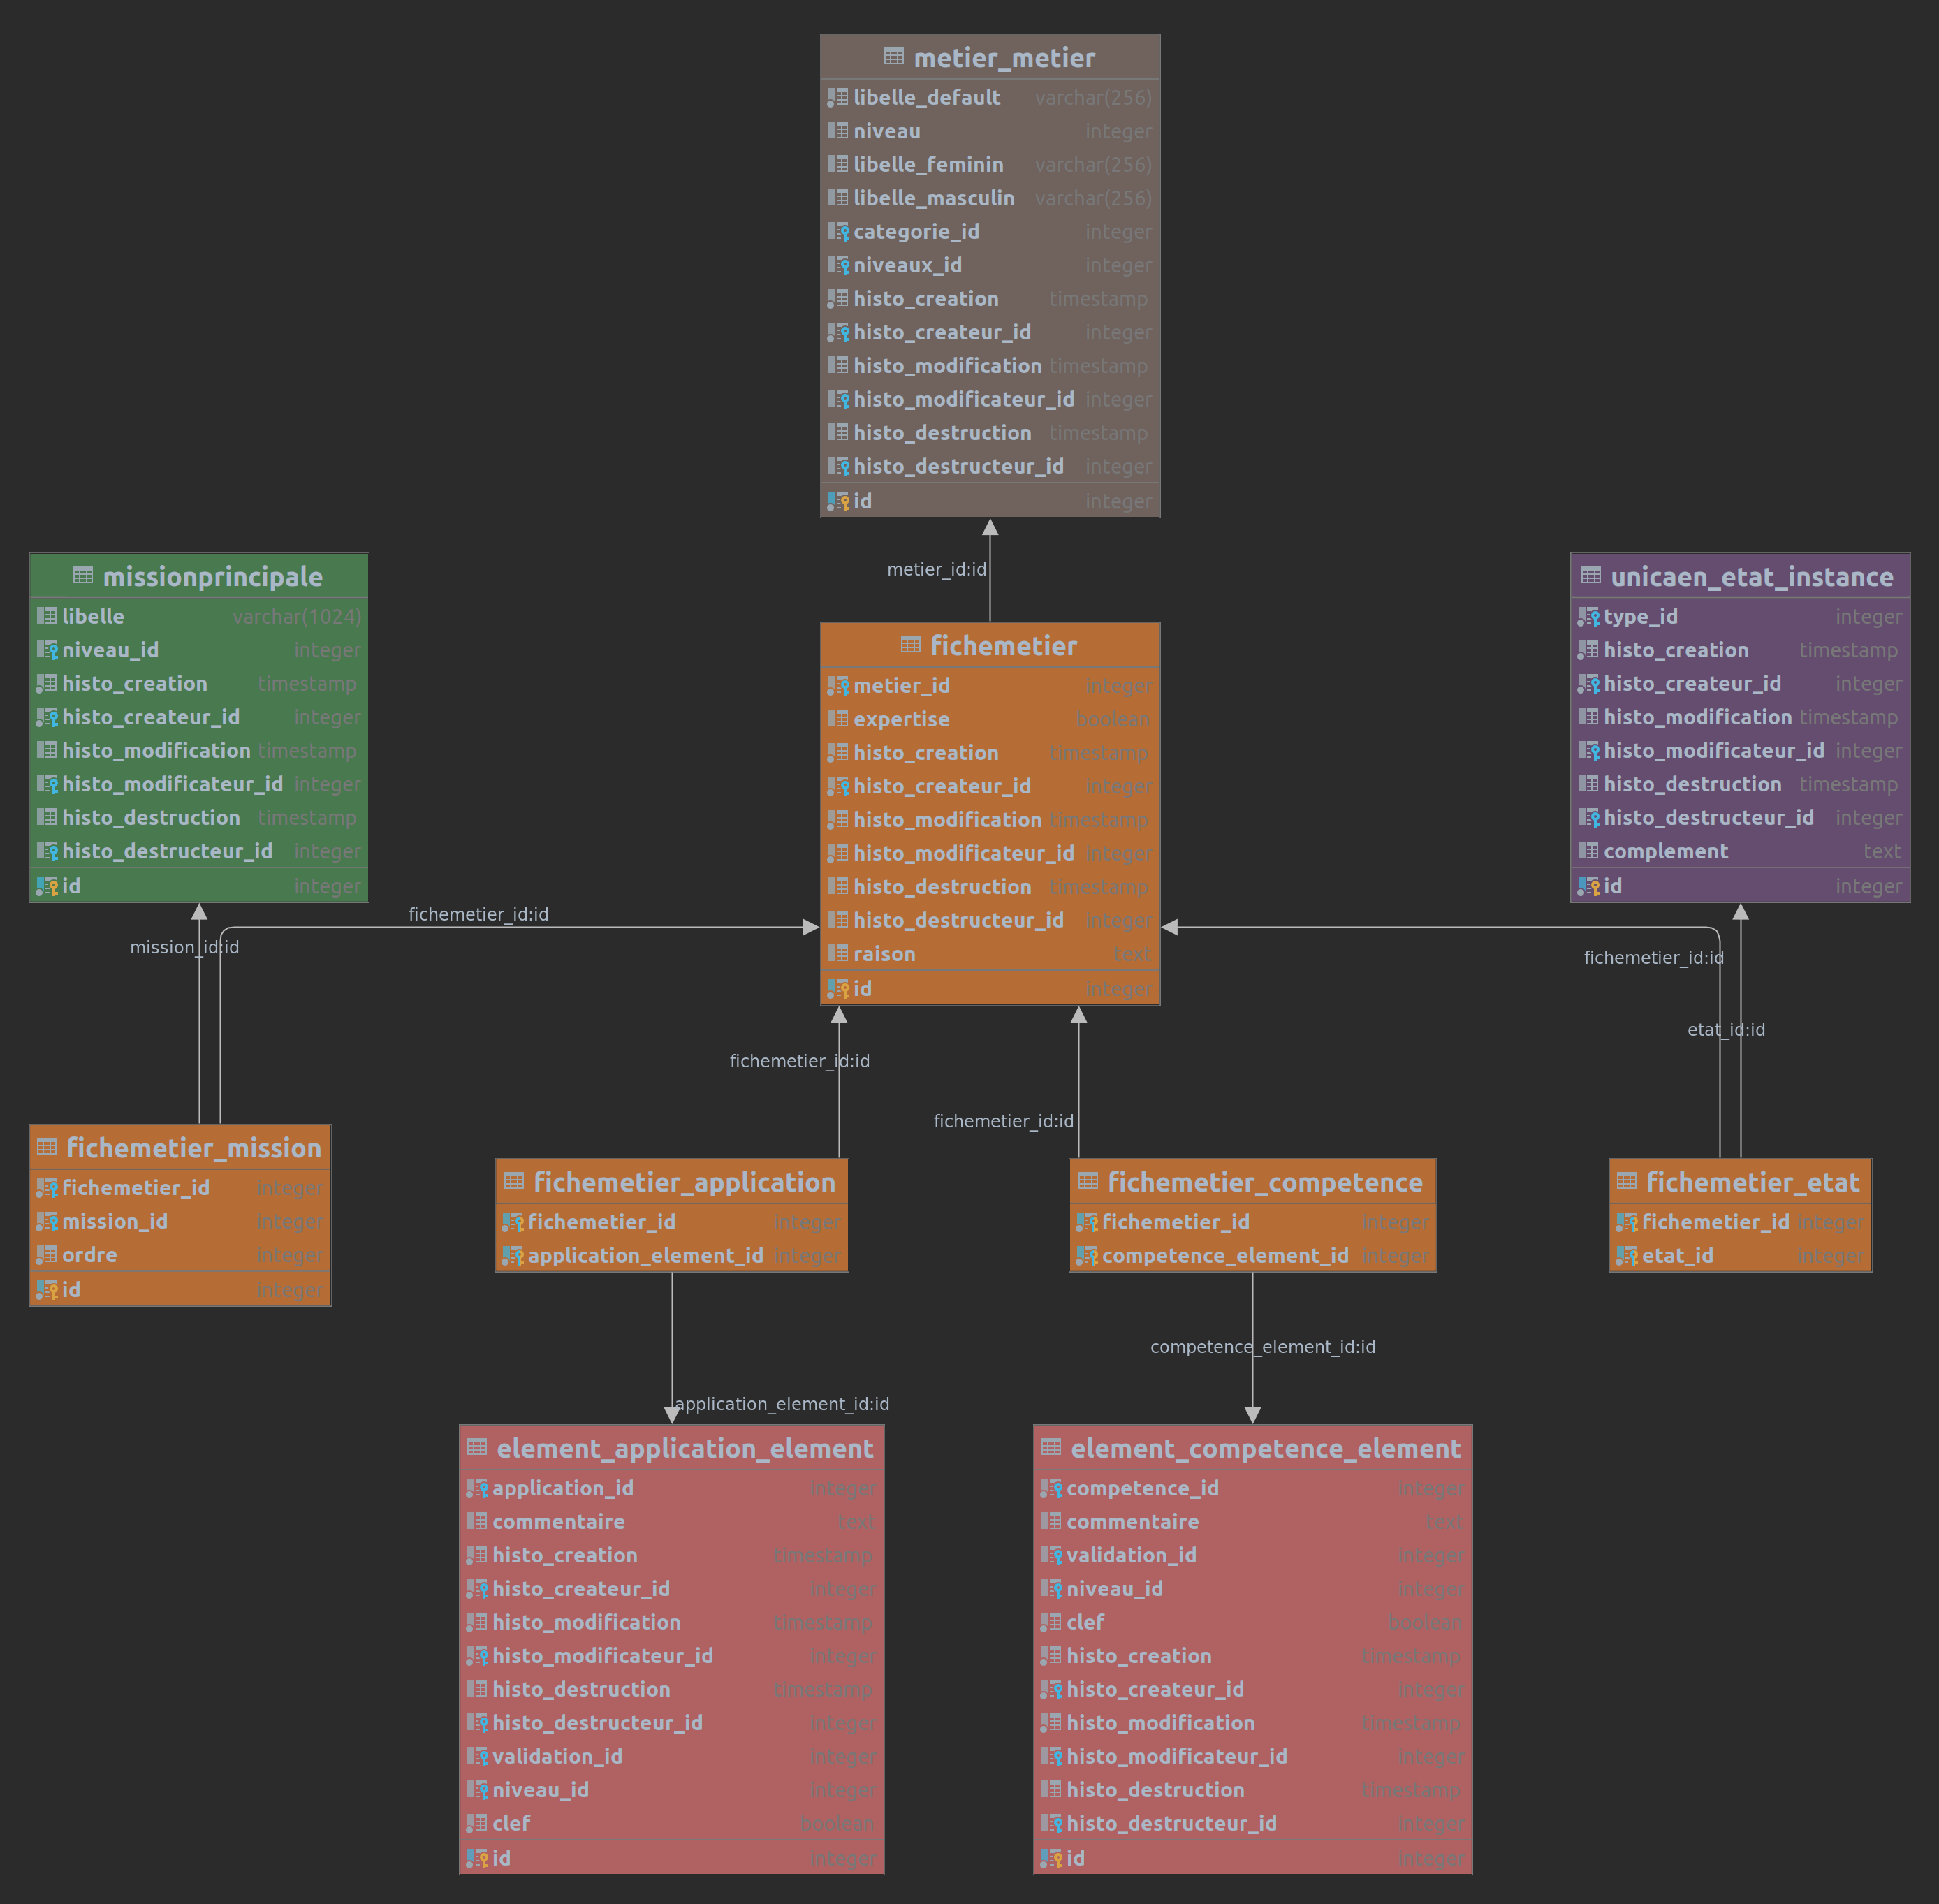 metier_metier
libelle_default varchar(256)
niveau integer
libelle_feminin varchar(256)
libelle_masculin varchar(256)
categorie_id integer
niveaux_id integer
histo_creation timestamp
histo_createur_id integer
histo_modification timestamp
histo_modificateur_id integer
histo_destruction timestamp
histo_destructeur_id integer
id integer
metier_id:id
missionprincipale
libelle varchar(1024)
niveau_id integer
histo_creation timestamp
histo_createur_id integer
histo_modification timestamp
histo_modificateur_id integer
histo_destruction timestamp
histo_destructeur_id integer
id integer
fichemetier
metier_id integer
expertise boolean
histo_creation timestamp
histo_createur_id integer
histo_modification timestamp
histo_modificateur_id integer
histo_destruction timestamp
histo_destructeur_id integer
raison text
id integer
unicaen_etat_instance
type_id integer
histo_creation timestamp
histo_createur_id integer
histo_modification timestamp
histo_modificateur_id integer
histo_destruction timestamp
histo_destructeur_id integer
complement text
id integer
fichemetier_id:id
mission_id:id
fichemetier_id:id
etat_id:id
fichemetier_id:id
fichemetier_id:id
fichemetier_mission
fichemetier_id integer
mission_id integer
ordre integer
id integer
fichemetier_application
fichemetier_id integer
application_element_id integer
fichemetier_competence
fichemetier_id integer
competence_element_id integer
fichemetier_etat
fichemetier_id integer
etat_id integer
application_element_id:id
competence_element_id:id
element_application_element
application_id integer
commentaire text
histo_creation timestamp
histo_createur_id integer
histo_modification timestamp
histo_modificateur_id integer
histo_destruction timestamp
histo_destructeur_id integer
validation_id integer
niveau_id integer
clef boolean
id integer
element_competence_element
competence_id integer
commentaire text
validation_id integer
niveau_id integer
clef boolean
histo_creation timestamp
histo_createur_id integer
histo_modification timestamp
histo_modificateur_id integer
histo_destruction timestamp
histo_destructeur_id integer
id integer